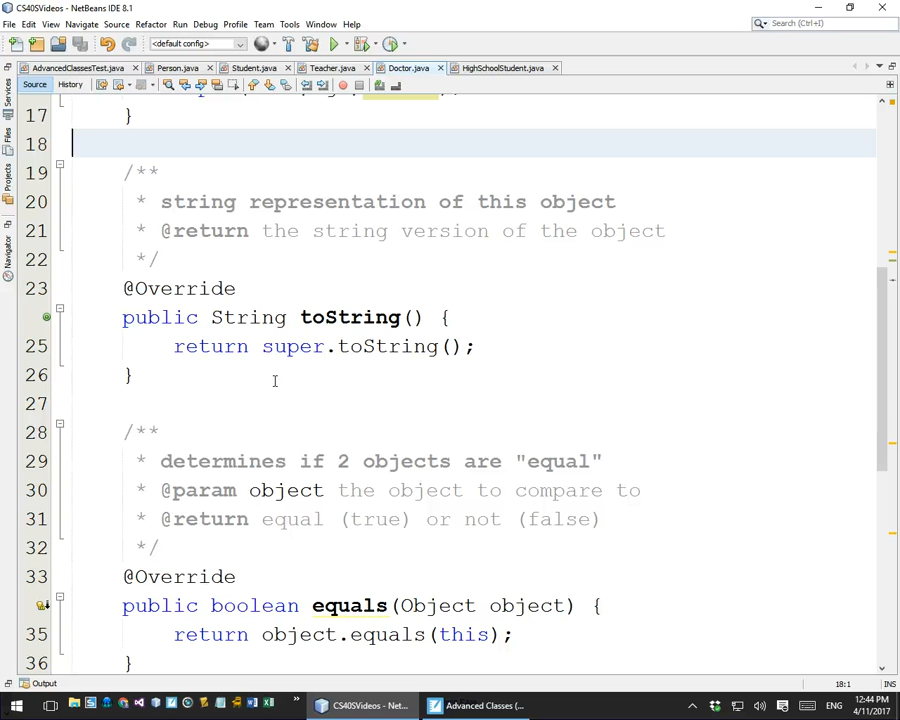 CS40SVideos - NetBeans IDE 8.1
File Edit View Navigate Source Refactor Run Debug Profile Team Tools Window Help
Search (Ctrl+I)
<default config>
AdvancedClassesTest.java Person.java Student.java Teacher.java Doctor.java HighSchoolStudent.java
Source History
Services
Files
Projects
Navigator
17 }
18
19 /**
20 * string representation of this object
21 * @return the string version of the object
22 */
23 @Override
public String toString() {
25 return super.toString();
26 }
27
28 /**
29 * determines if 2 objects are "equal"
30 * @param object the object to compare to
31 * @return equal (true) or not (false)
32 */
33 @Override
public boolean equals(Object object) {
35 return object.equals(this);
36 }
Output
18:1 INS
CS40SVideos - Net... Advanced Classes (... ENG 12:44 PM
4/11/2017